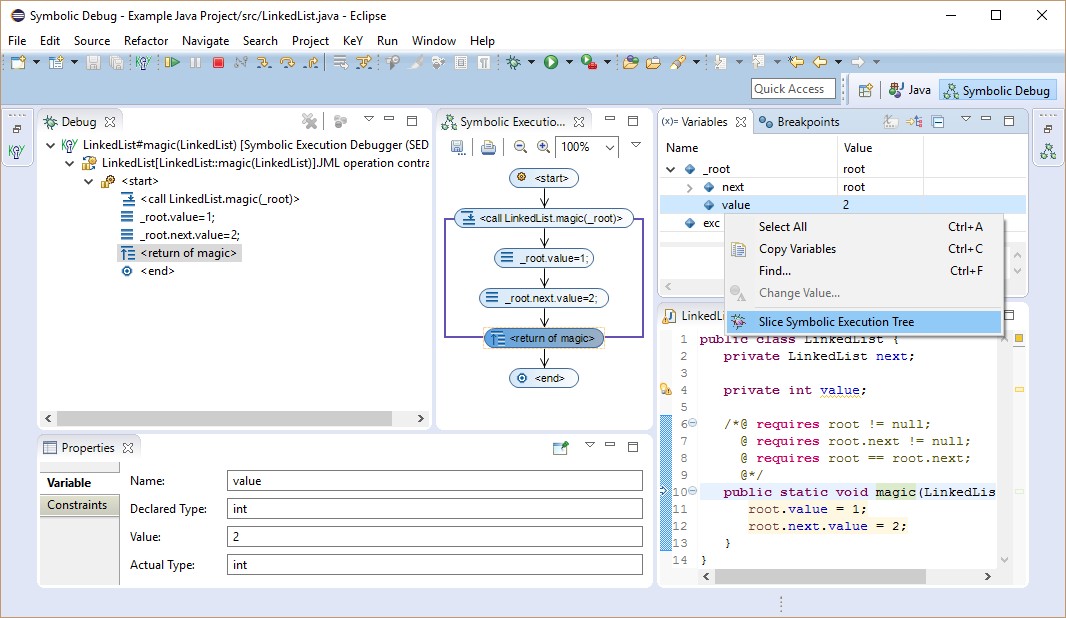 Symbolic Debug - Example Java Project/src/LinkedList.java - Eclipse
File Edit Source Refactor Navigate Search Project KeY Run Window Help
Quick Access
Java
Symbolic Debug
Debug
LinkedList#magic(LinkedList) [Symbolic Execution Debugger (SED
LinkedList[LinkedList::magic(LinkedList)]JML operation contra
<start>
<call LinkedList.magic(_root)>
_root.value=1;
_root.next.value=2;
<return of magic>
<end>
Symbolic Executio...
100%
<start>
<call LinkedList.magic(_root)>
_root.value=1;
_root.next.value=2;
<return of magic>
<end>
(x)= Variables
Breakpoints
Name Value
_root root
next root
value 2
exc
Select All Ctrl+A
Copy Variables Ctrl+C
Find... Ctrl+F
Change Value...
Slice Symbolic Execution Tree
LinkedLi
1 public class LinkedList {
2 private LinkedList next;
3
4 private int value;
5
6 /*@ requires root != null;
7 @ requires root.next != null;
8 @ requires root == root.next;
9 @*/
10 public static void magic(LinkedLis
11 root.value = 1;
12 root.next.value = 2;
13 }
14 }
Properties
Variable
Constraints
Name: value
Declared Type: int
Value: 2
Actual Type: int